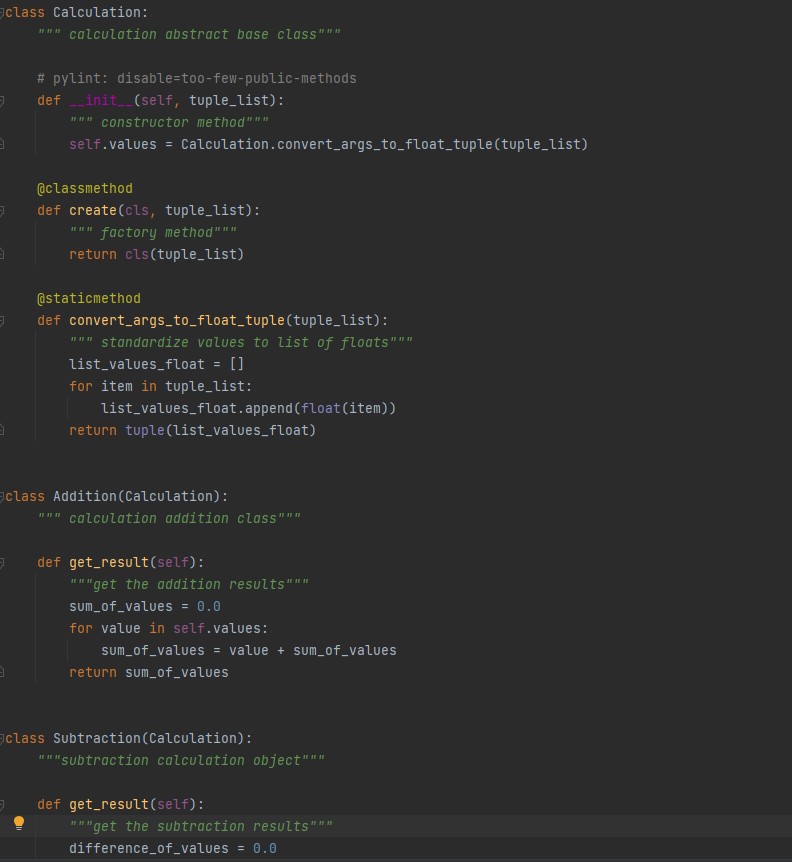 class Calculation:
    """ calculation abstract base class"""
    # pylint: disable=too-few-public-methods
    def __init__(self, tuple_list):
        """ constructor method"""
        self.values = Calculation.convert_args_to_float_tuple(tuple_list)
    @classmethod
    def create(cls, tuple_list):
        """ factory method"""
        return cls(tuple_list)
    @staticmethod
    def convert_args_to_float_tuple(tuple_list):
        """ standardize values to list of floats"""
        list_values_float = []
        for item in tuple_list:
            list_values_float.append(float(item))
        return tuple(list_values_float)
class Addition(Calculation):
    """ calculation addition class"""
    def get_result(self):
        """get the addition results"""
        sum_of_values = 0.0
        for value in self.values:
            sum_of_values = value + sum_of_values
        return sum_of_values
class Subtraction(Calculation):
    """subtraction calculation object"""
    def get_result(self):
        """get the subtraction results"""
        difference_of_values = 0.0